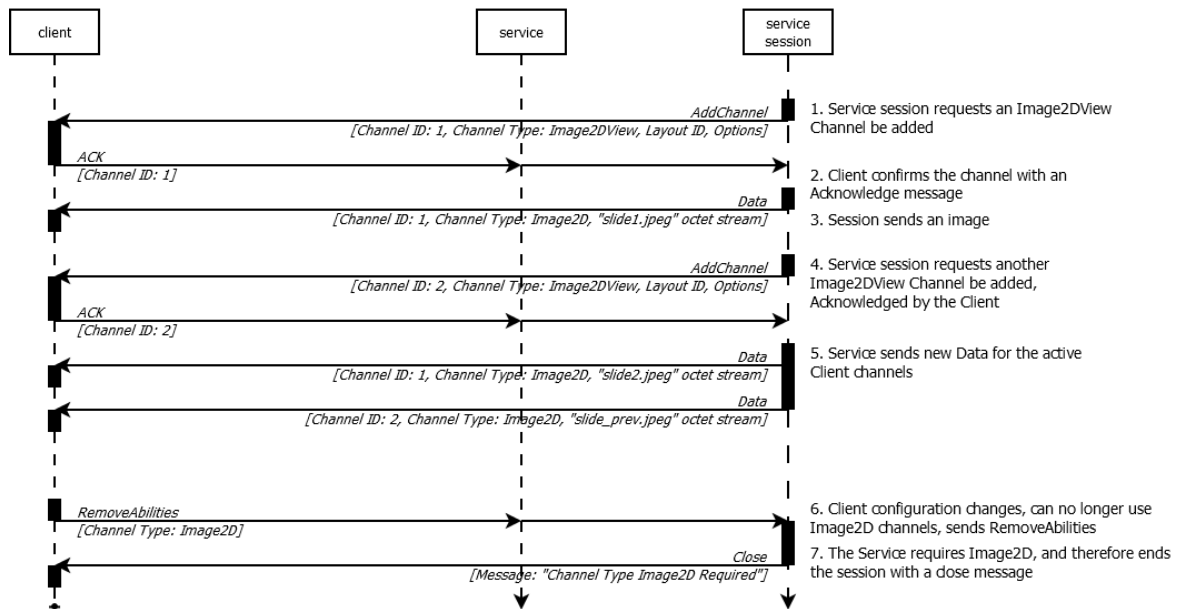 client
service
service
session
AddChannel
[Channel ID: 1, Channel Type: Image2DView, Layout ID, Options]
1. Service session requests an Image2DView
Channel be added
ACK
[Channel ID: 1]
2. Client confirms the channel with an
Acknowledge message
Data
[Channel ID: 1, Channel Type: Image2D, "slide1.jpeg" octet stream]
3. Session sends an image
AddChannel
[Channel ID: 2, Channel Type: Image2DView, Layout ID, Options]
4. Service session requests another
Image2DView Channel be added,
Acknowledged by the Client
ACK
[Channel ID: 2]
Data
[Channel ID: 1, Channel Type: Image2D, "slide2.jpeg" octet stream]
5. Service sends new Data for the active
Client channels
Data
[Channel ID: 2, Channel Type: Image2D, "slide_prev.jpeg" octet stream]
RemoveAbilities
[Channel Type: Image2D]
6. Client configuration changes, can no longer use
Image2D channels, sends RemoveAbilities
Close
[Message: "Channel Type Image2D Required"]
7. The Service requires Image2D, and therefore ends
the session with a close message